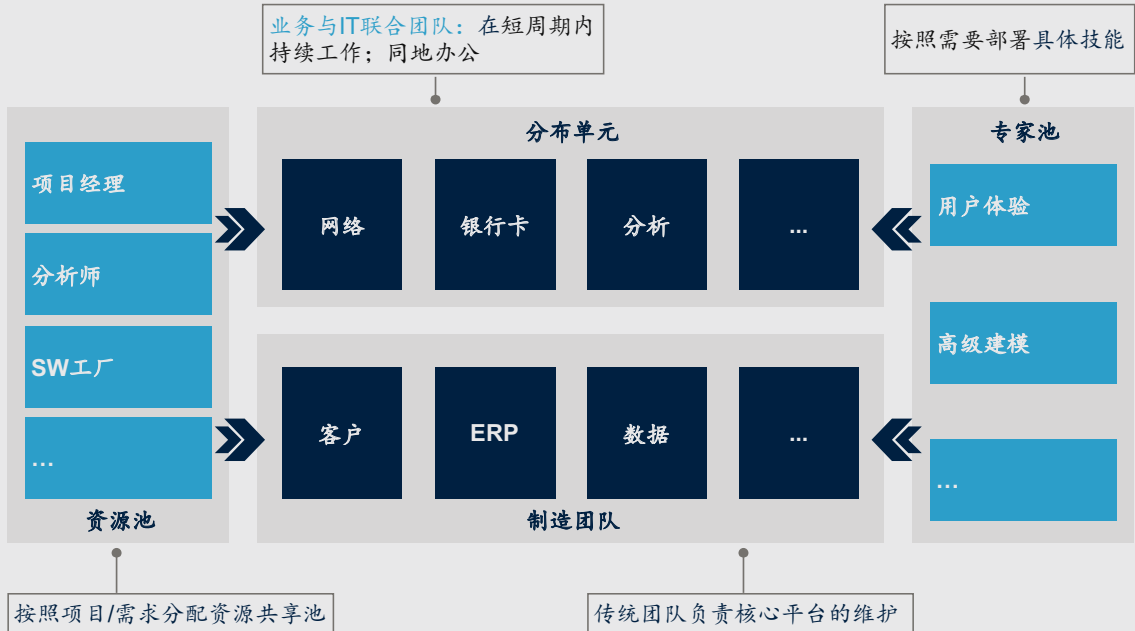 业务与IT联合团队：在短周期内
持续工作；同地办公
按照需要部署具体技能
项目经理
分析师
SW工厂
...
资源池
分布单元
网络
银行卡
分析
...
客户
ERP
数据
...
制造团队
专家池
用户体验
高级建模
...
按照项目/需求分配资源共享池
传统团队负责核心平台的维护